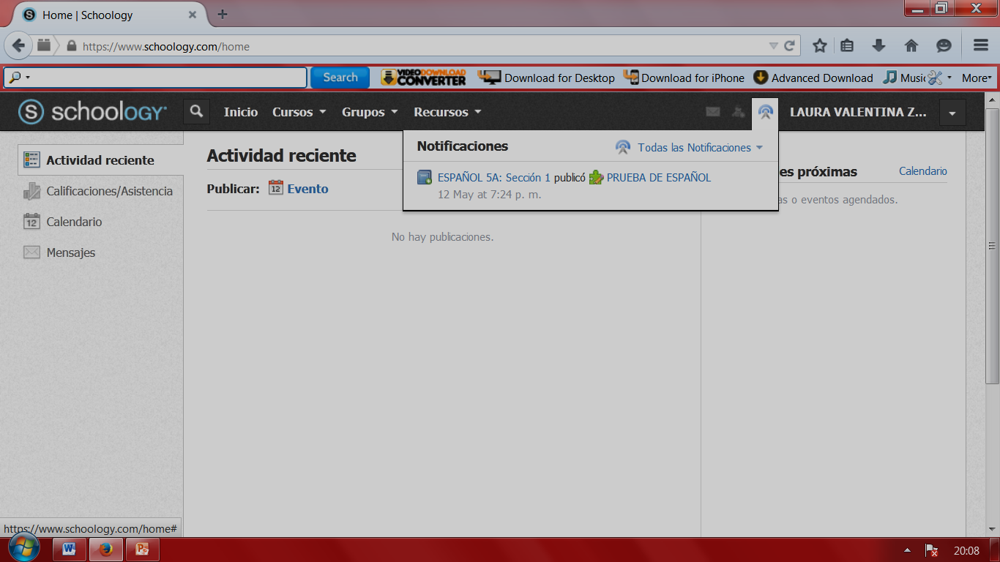 Home | Schoology
https://www.schoology.com/home
Search VIDEO DOWNLOAD CONVERTER Download for Desktop Download for iPhone Advanced Download Music More
S schoology Inicio Cursos Grupos Recursos LAURA VALENTINA Z...
Notificaciones Todas las Notificaciones
ESPAÑOL 5A: Sección 1 publicó PRUEBA DE ESPAÑOL
12 May at 7:24 p. m.
Actividad reciente
Calificaciones/Asistencia
12 Calendario
Mensajes
Actividad reciente
Publicar: 12 Evento
No hay publicaciones.
es próximas Calendario
as o eventos agendados.
https://www.schoology.com/home#
20:08